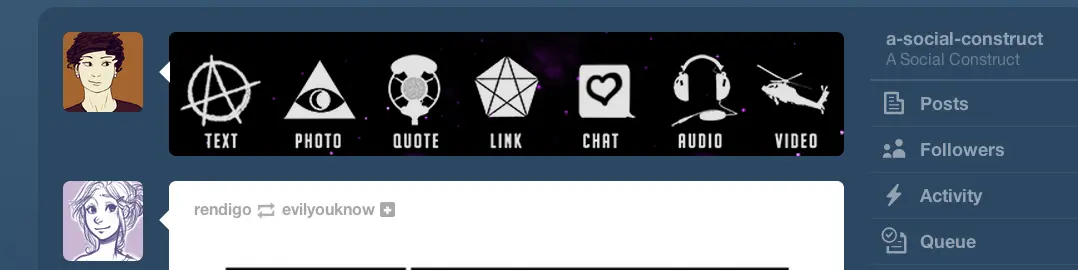 TEXT PHOTO QUOTE LINK CHAT AUDIO VIDEO
rendigo evilyouknow
a-social-construct
A Social Construct
Posts
Followers
Activity
Queue